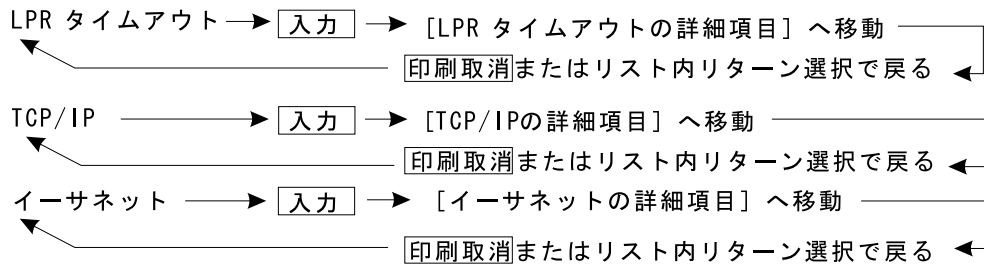 LPR タイムアウト 入力 [LPR タイムアウトの詳細項目] へ移動
印刷取消またはリスト内リターン選択で戻る
TCP/IP 入力 [TCP/IPの詳細項目] へ移動
印刷取消またはリスト内リターン選択で戻る
イーサネット 入力 [イーサネットの詳細項目] へ移動
印刷取消またはリスト内リターン選択で戻る